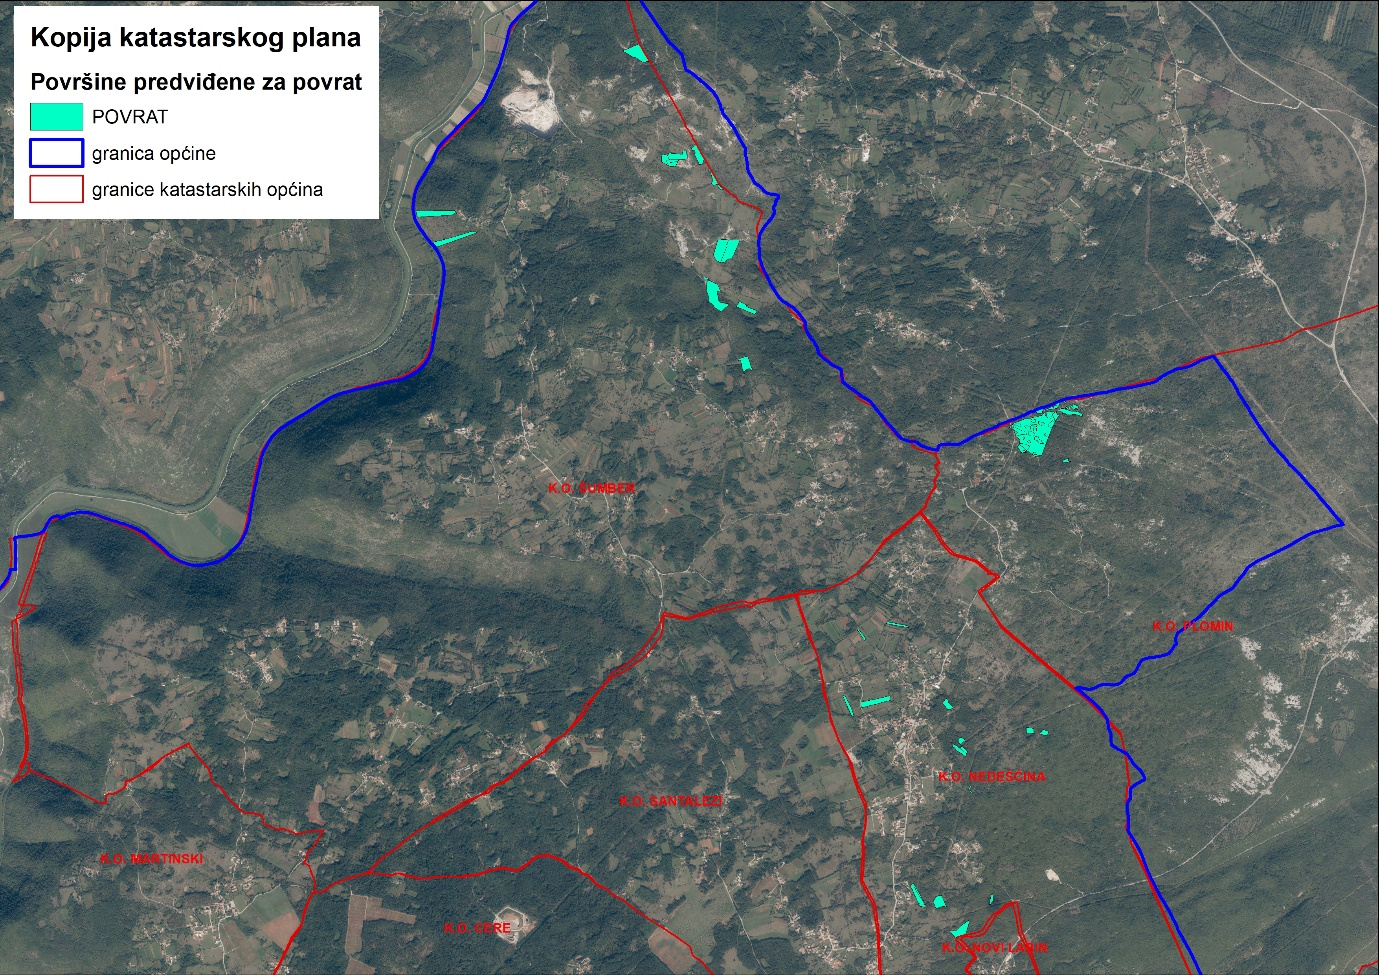 Kopija katastarskog plana
Površine predviđene za povrat
POVRAT
granica općine
granice katastarskih općina
K.O. ŠUMBER
K.O. PLOMIN
K.O. NEDEŠĆINA
K.O. SANTALEZI
K.O. MARTINSKI
K.O. CERE
K.O. NOVI LABIN